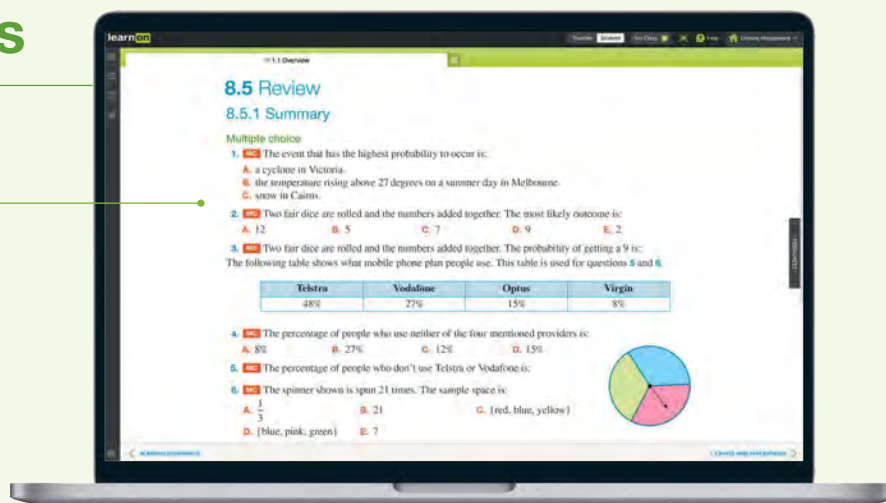 s
learnon
Teacher Student
1.1 Overview
8.5 Review
8.5.1 Summary
Multiple choice
1. MC The event that has the highest probability to occur is:
A. a cyclone in Victoria.
B. the temperature rising above 27 degrees on a summer day in Melbourne.
C. snow in Cairns.
2. MC Two fair dice are rolled and the numbers added together. The most likely outcome is:
A. 12 B. 5 C. 7 D. 9 E. 2
3. MC Two fair dice are rolled and the numbers added together. The probability of getting a 9 is:
The following table shows what mobile phone plan people use. This table is used for questions 5 and 6.
Telstra Vodafone Optus Virgin
48% 27% 15% 8%
4. MC The percentage of people who use neither of the four mentioned providers is:
A. 8% B. 27% C. 12% D. 15%
5. MC The percentage of people who don't use Telstra or Vodafone is:
6. MC The spinner shown is spun 21 times. The sample space is:
A. 1/3 B. 21 C. {red, blue, yellow}
D. {blue, pink, green} E. 7